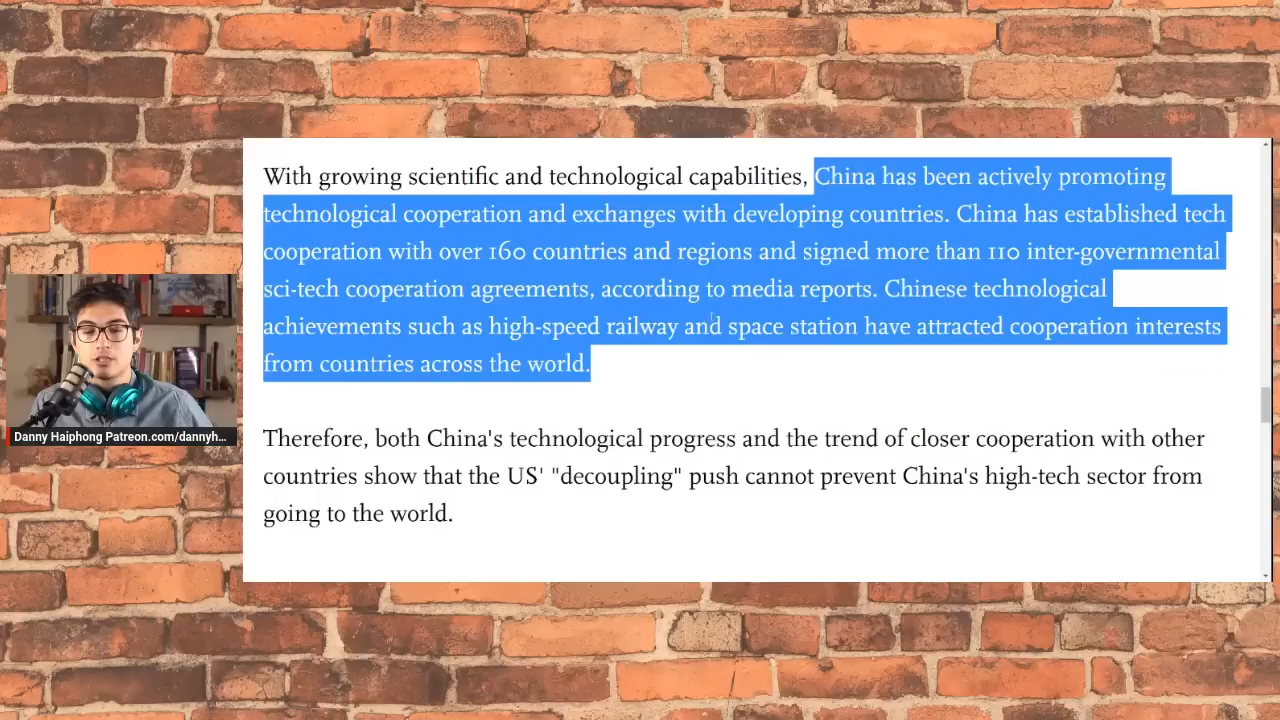 With growing scientific and technological capabilities, China has been actively promoting
technological cooperation and exchanges with developing countries. China has established tech
cooperation with over 160 countries and regions and signed more than 110 inter-governmental
sci-tech cooperation agreements, according to media reports. Chinese technological
achievements such as high-speed railway and space station have attracted cooperation interests
from countries across the world.
Therefore, both China's technological progress and the trend of closer cooperation with other
countries show that the US' "decoupling" push cannot prevent China's high-tech sector from
going to the world.
Danny Haiphong Patreon.com/dannyh...